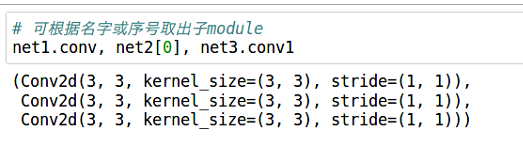 # 可根据名字或序号取出子module
net1.conv, net2[0], net3.conv1
(Conv2d(3, 3, kernel_size=(3, 3), stride=(1, 1)),
Conv2d(3, 3, kernel_size=(3, 3), stride=(1, 1)),
Conv2d(3, 3, kernel_size=(3, 3), stride=(1, 1)))